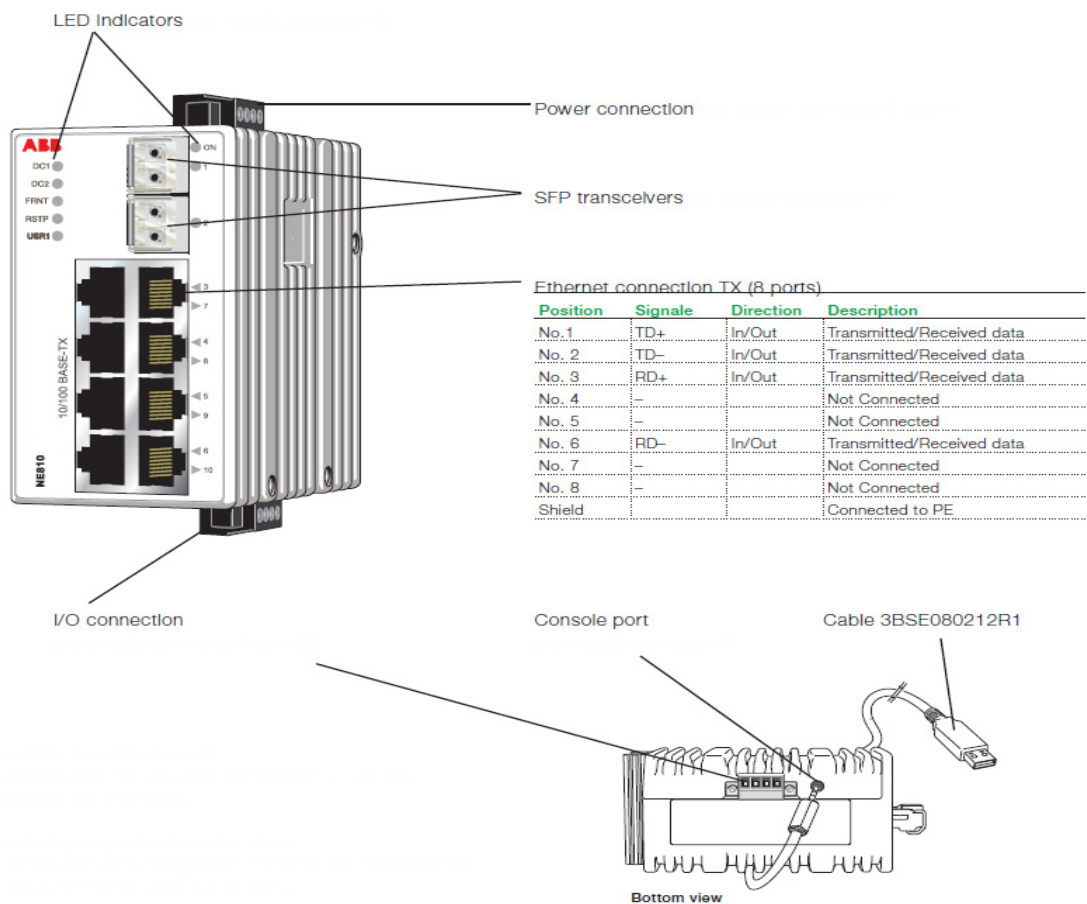 LED Indicators
Power connection
ABB
ON
DC1
1
DC2
SFP transceivers
FRNT
RSTP
2
USR1
Ethernet connection TX (8 ports)
3
7
4
8
5
9
6
10
10/100 BASE-TX
NE810
Position Signale Direction Description
No.1 TD+ In/Out Transmitted/Received data
No. 2 TD– In/Out Transmitted/Received data
No. 3 RD+ In/Out Transmitted/Received data
No. 4 – Not Connected
No. 5 – Not Connected
No. 6 RD– In/Out Transmitted/Received data
No. 7 – Not Connected
No. 8 – Not Connected
Shield Connected to PE
I/O connection
Console port
Cable 3BSE080212R1
Bottom view